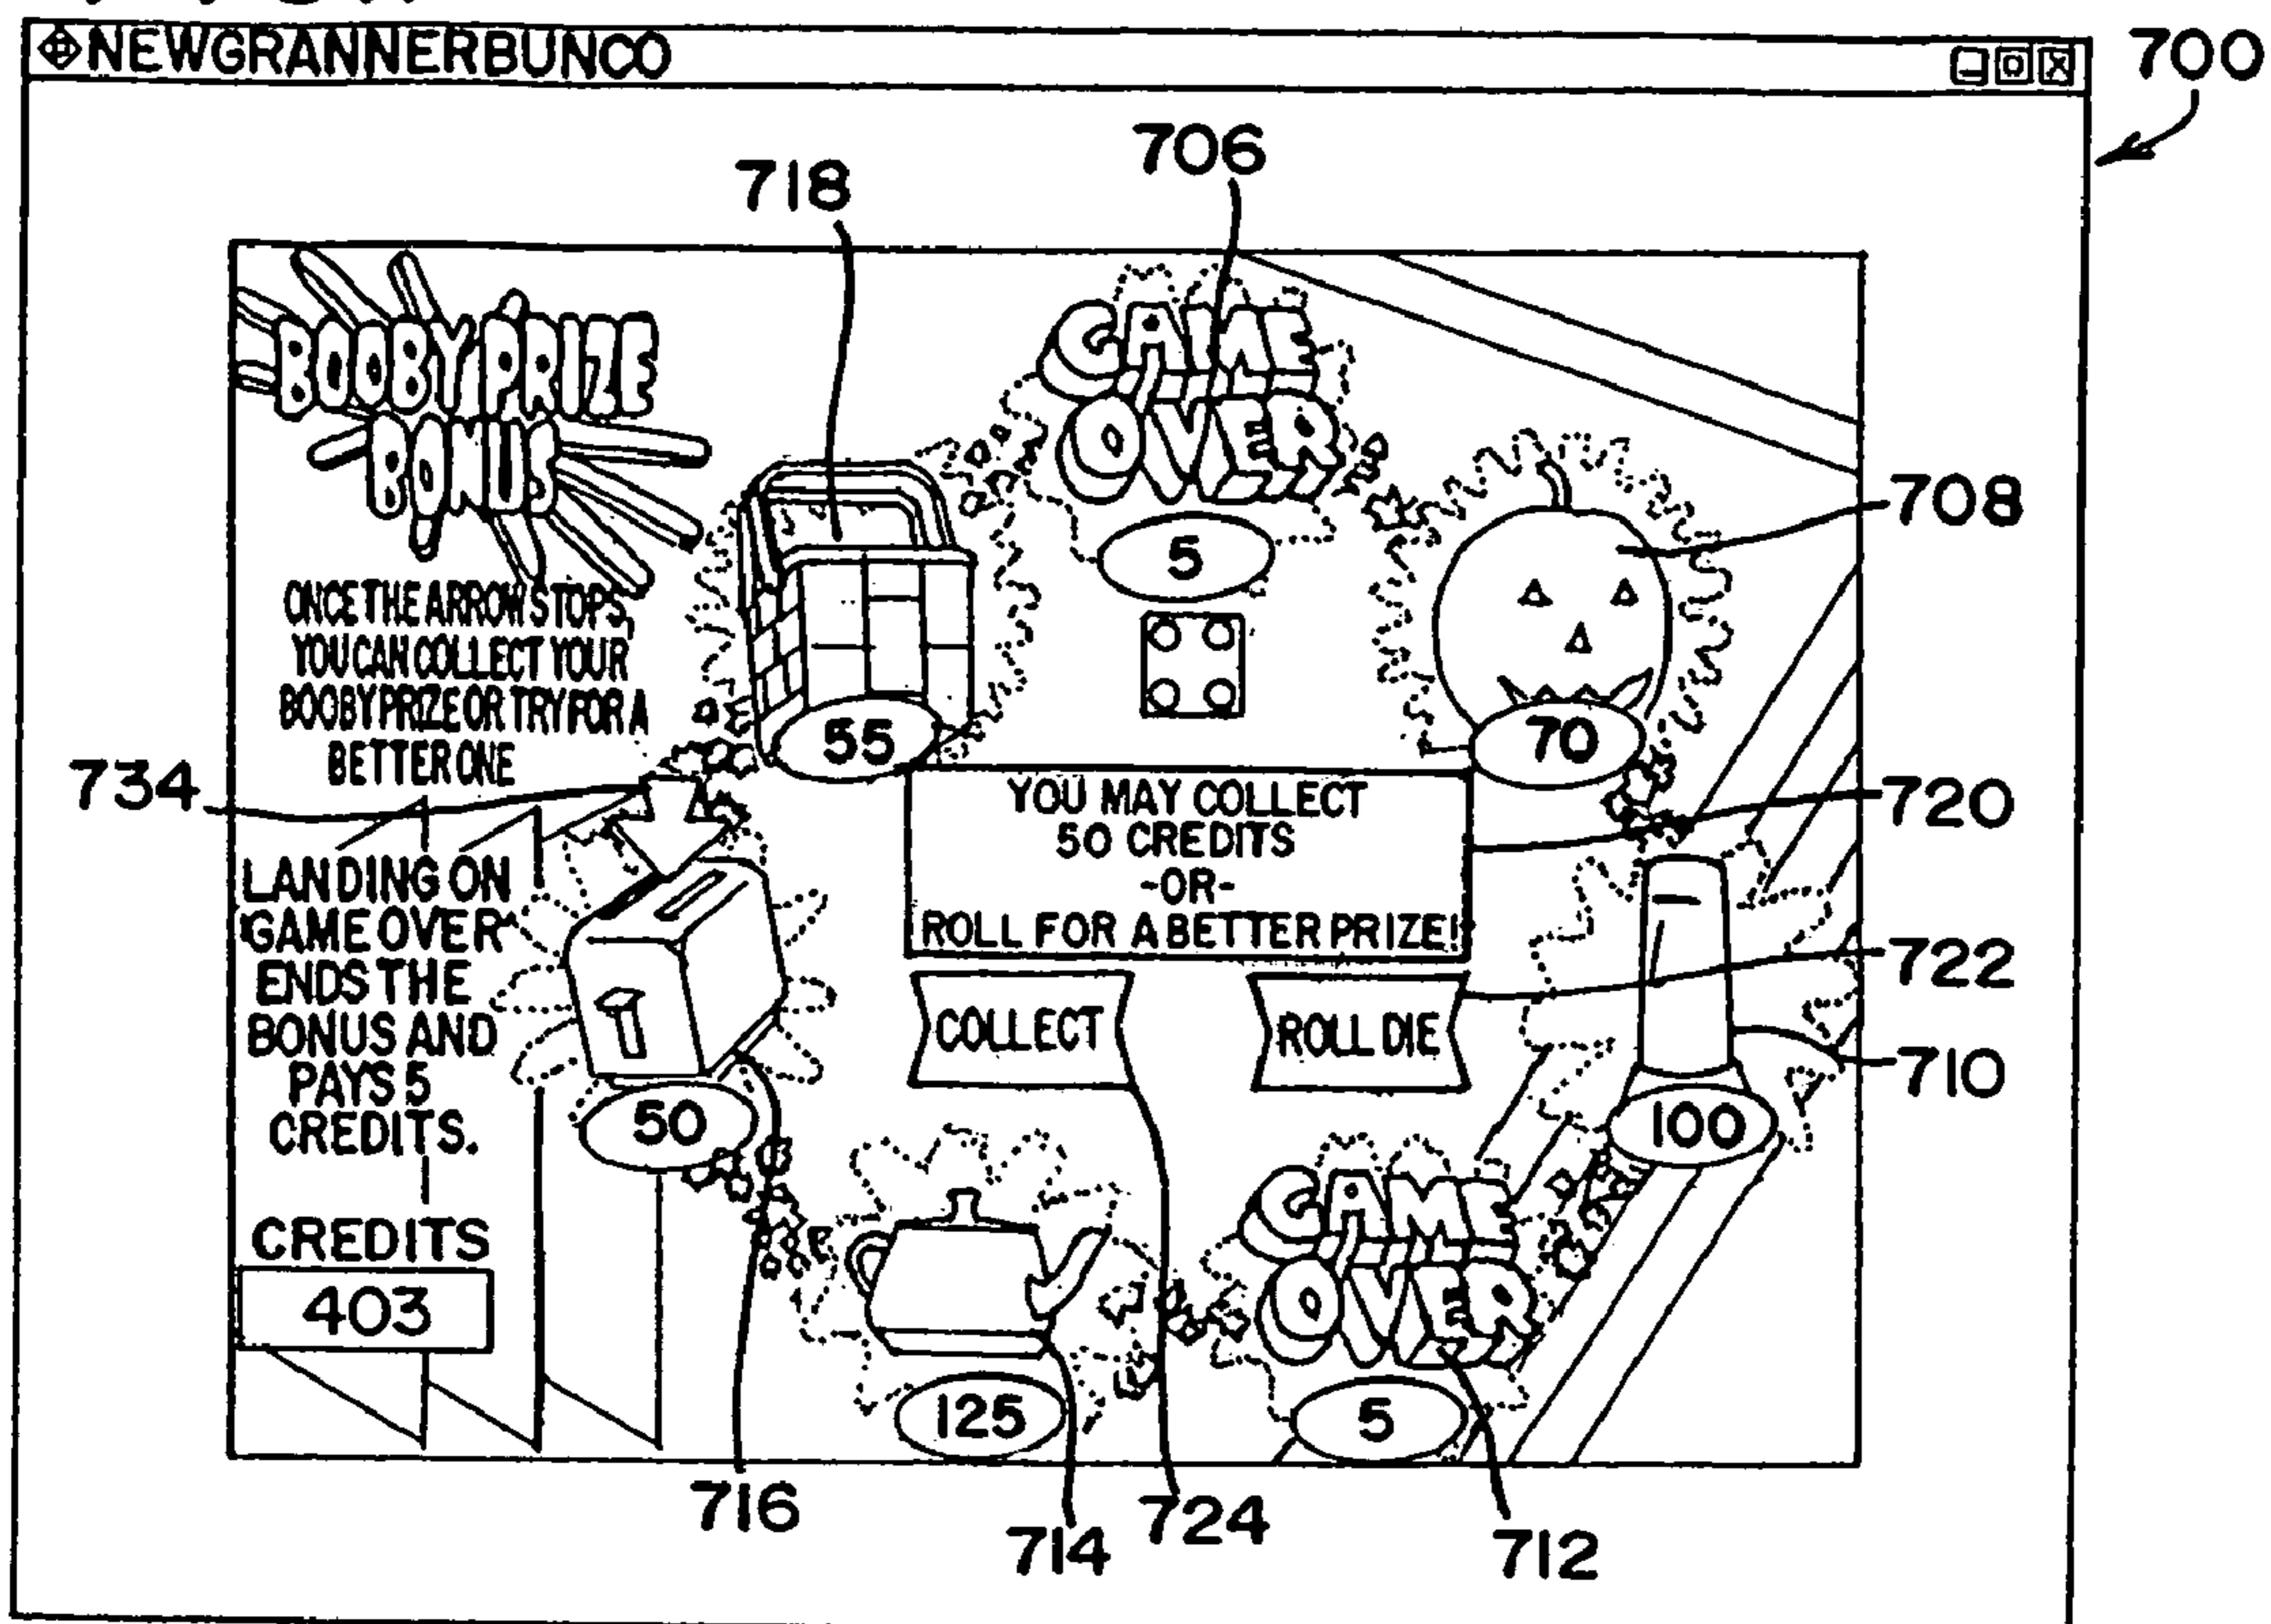 NEWGRANNERBUNCO
700
718
706
BOOBY PRIZE
BONUS
GAME
OVER
5
708
ONCE THE ARROW STOPS,
YOU CAN COLLECT YOUR
BOOBY PRIZE OR TRY FOR A
BETTER ONE
55
70
734
YOU MAY COLLECT
50 CREDITS
-OR-
ROLL FOR A BETTER PRIZE!
720
LANDING ON
'GAME OVER'
ENDS THE
BONUS AND
PAYS 5
CREDITS.
722
COLLECT
ROLL DIE
710
50
100
CREDITS
403
GAME
OVER
125
5
716
714
724
712